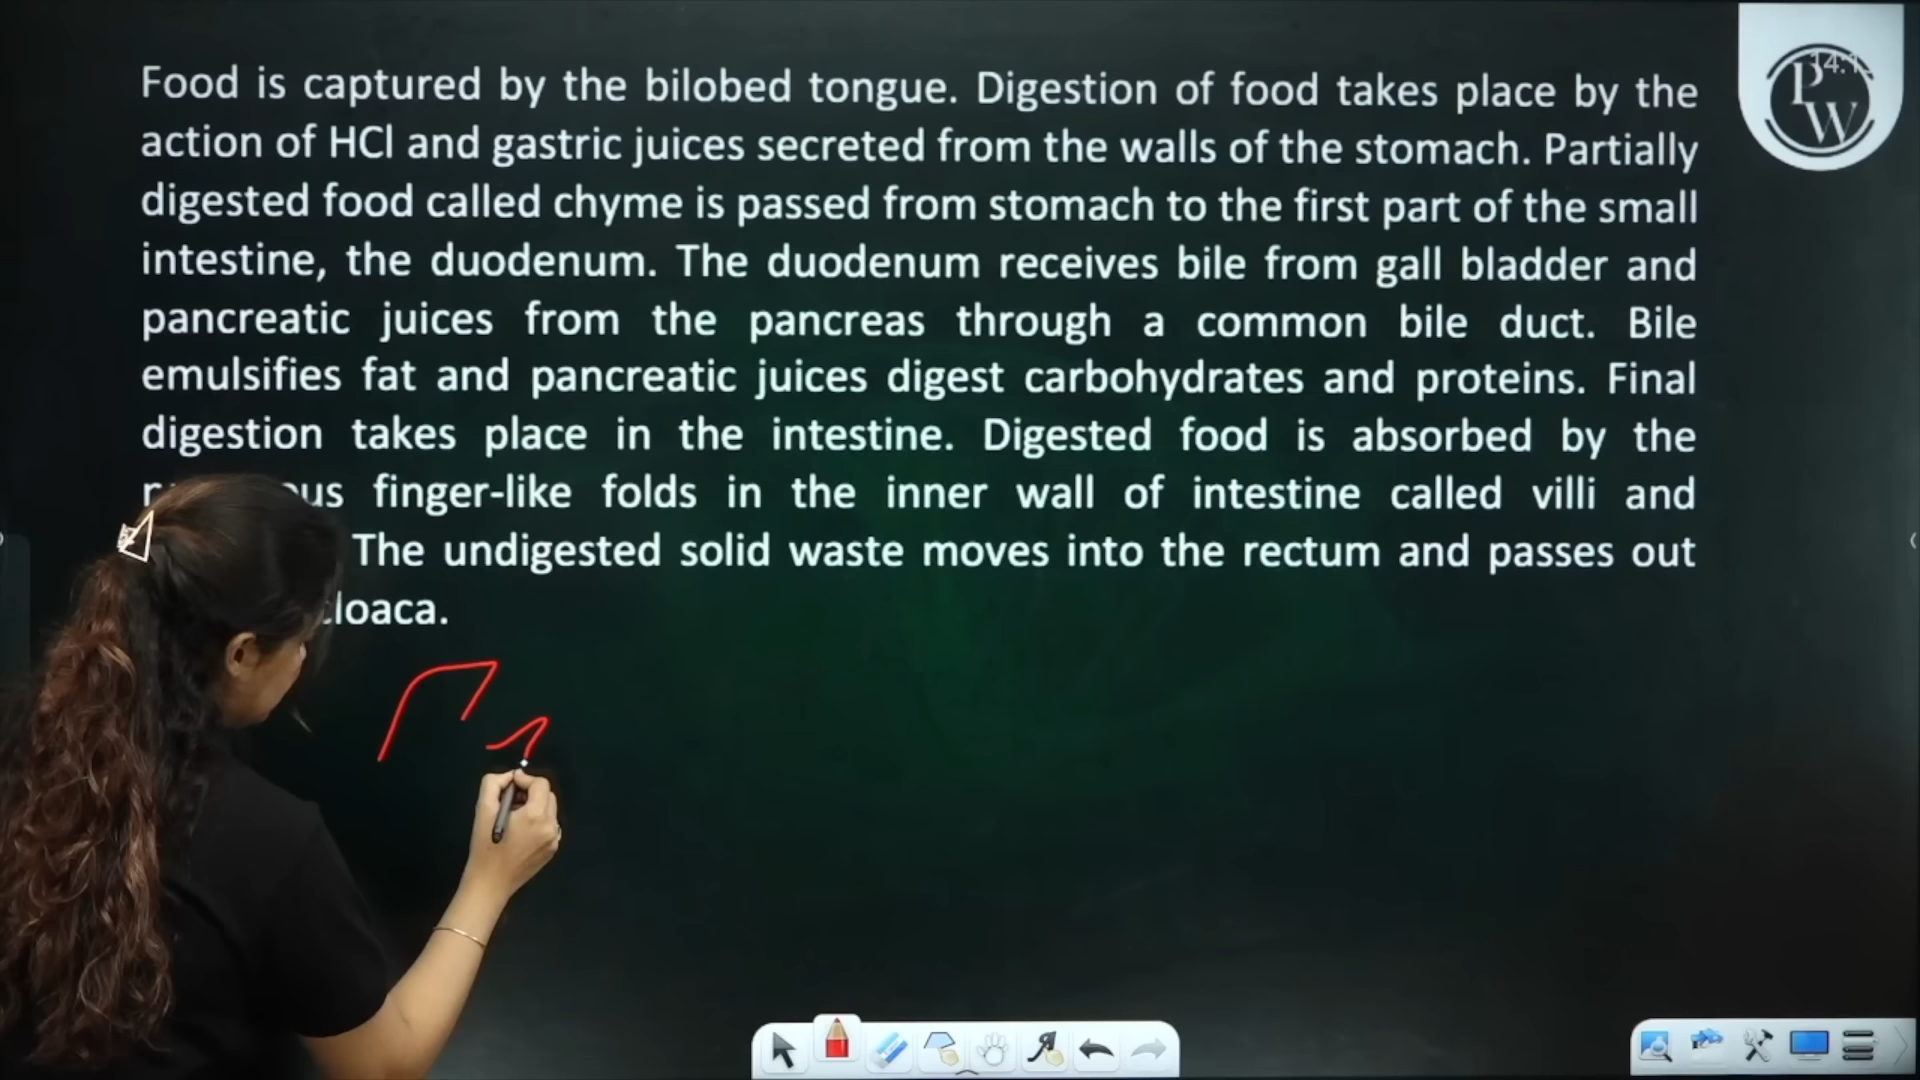 Food is captured by the bilobed tongue. Digestion of food takes place by the
action of HCl and gastric juices secreted from the walls of the stomach. Partially
digested food called chyme is passed from stomach to the first part of the small
intestine, the duodenum. The duodenum receives bile from gall bladder and
pancreatic juices from the pancreas through a common bile duct. Bile
emulsifies fat and pancreatic juices digest carbohydrates and proteins. Final
digestion takes place in the intestine. Digested food is absorbed by the
finger-like folds in the inner wall of intestine called villi and
The undigested solid waste moves into the rectum and passes out
cloaca.
PW